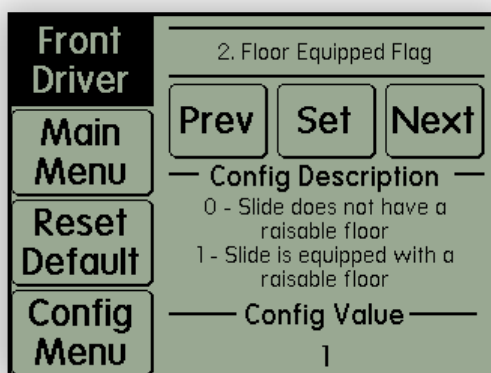 Front
Driver
Main
Menu
Reset
Default
Config
Menu
2. Floor Equipped Flag
Prev Set Next
Config Description
0 - Slide does not have a
raisable floor
1 - Slide is equipped with a
raisable floor
Config Value
1